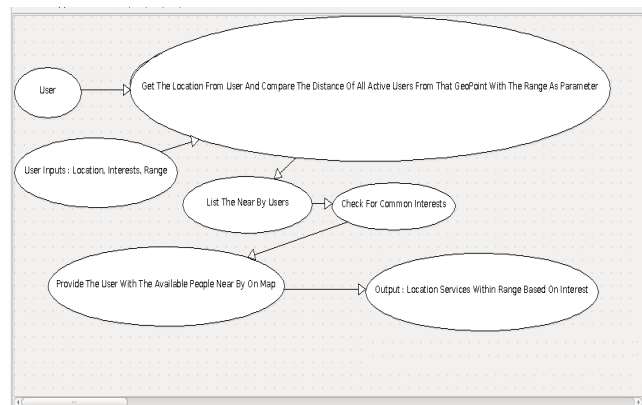 User
Get The Location From User And Compare The Distance Of All Active Users From That GeoPoint With The Range As Parameter
User Inputs : Location, Interests, Range
List The Near By Users
Check For Common Interests
Provide The User With The Available People Near By On Map
Output : Location Services Within Range Based On Interest